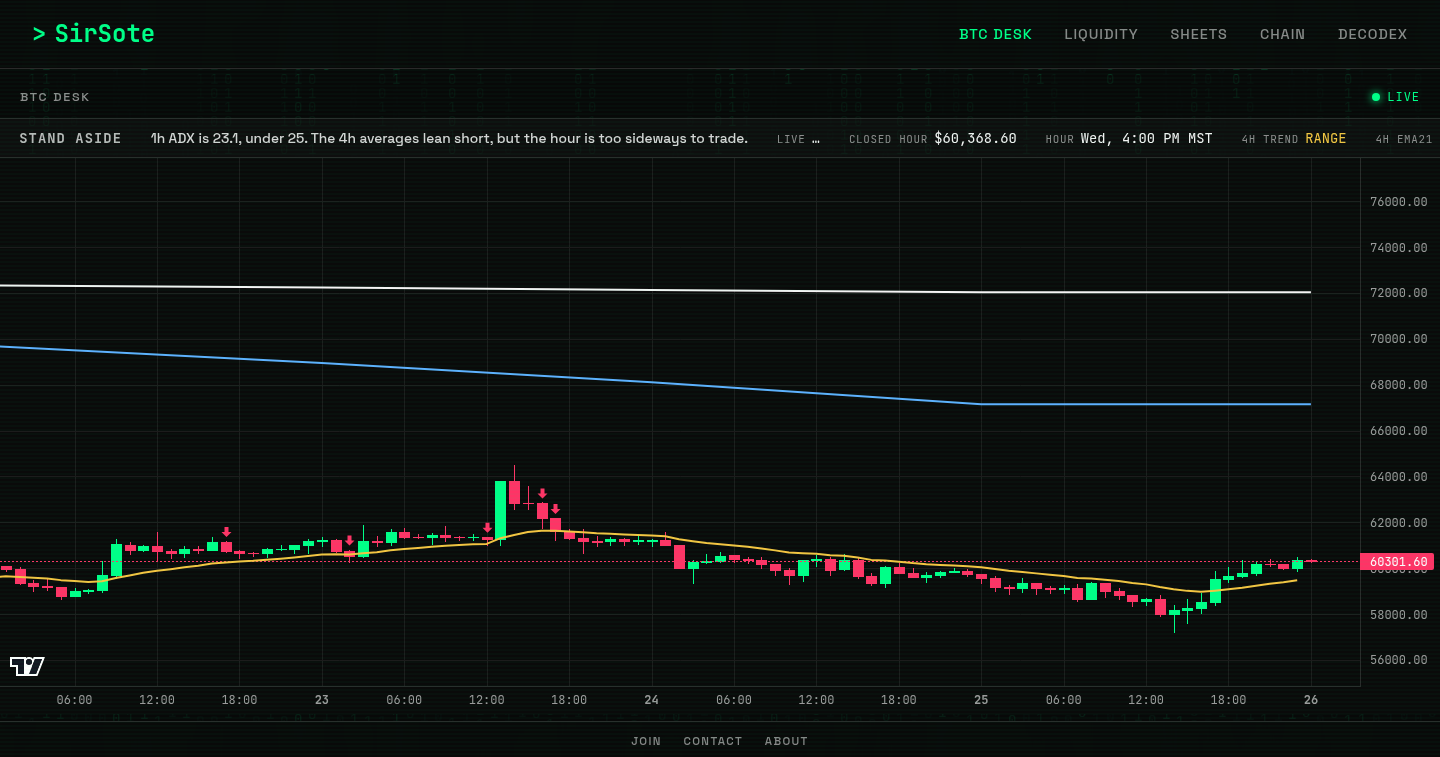 > SirSote
BTC DESK LIQUIDITY SHEETS CHAIN DECODEX
BTC DESK
LIVE
STAND ASIDE 1h ADX is 23.1, under 25. The 4h averages lean short, but the hour is too sideways to trade. LIVE … CLOSED HOUR $60,368.60 HOUR Wed, 4:00 PM MST 4H TREND RANGE 4H EMA21
76000.00
74000.00
72000.00
70000.00
68000.00
66000.00
64000.00
62000.00
60301.60
58000.00
56000.00
06:00 12:00 18:00 23 06:00 12:00 18:00 24 06:00 12:00 18:00 25 06:00 12:00 18:00 26
JOIN CONTACT ABOUT